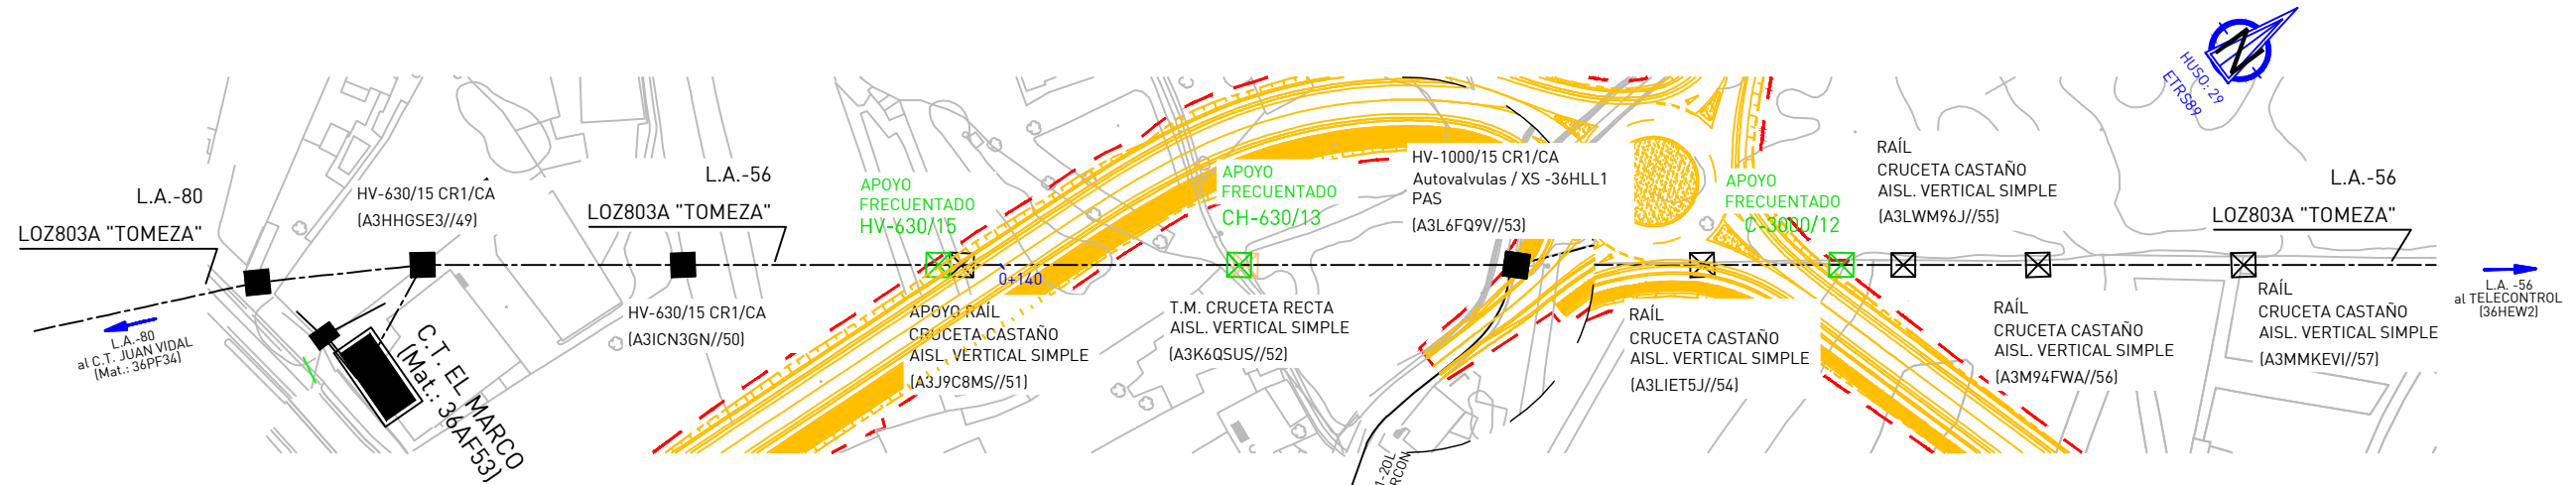 L.A.-80
LOZ803A "TOMEZA"
L.A.-80
al C.T. JUAN VIDAL
(Mat.: 36PF34)
HV-630/15 CR1/CA
(A3HHGSE3//49)
C.T. EL MARCO
(Mat.: 36AF53)
L.A.-56
LOZ803A "TOMEZA"
HV-630/15 CR1/CA
(A3ICN3GN//50)
APOYO
FRECUENTADO
HV-630/15
0+140
APOYO RAÍL
CRUCETA CASTAÑO
AISL. VERTICAL SIMPLE
(A3J9C8MS//51)
APOYO
FRECUENTADO
CH-630/13
T.M. CRUCETA RECTA
AISL. VERTICAL SIMPLE
(A3K6QSUS//52)
HV-1000/15 CR1/CA
Autovalvulas / XS -36HLL1
PAS
(A3L6FQ9V//53)
RAÍL
CRUCETA CASTAÑO
AISL. VERTICAL SIMPLE
(A3LIET5J//54)
APOYO
FRECUENTADO
C-3000/12
RAÍL
CRUCETA CASTAÑO
AISL. VERTICAL SIMPLE
(A3LWM96J//55)
RAÍL
CRUCETA CASTAÑO
AISL. VERTICAL SIMPLE
(A3M94FWA//56)
L.A.-56
LOZ803A "TOMEZA"
RAÍL
CRUCETA CASTAÑO
AISL. VERTICAL SIMPLE
(A3MMKEVI//57)
L.A. -56
al TELECONTROL
(36HEW2)
N
HUSO: 29
ETRS89